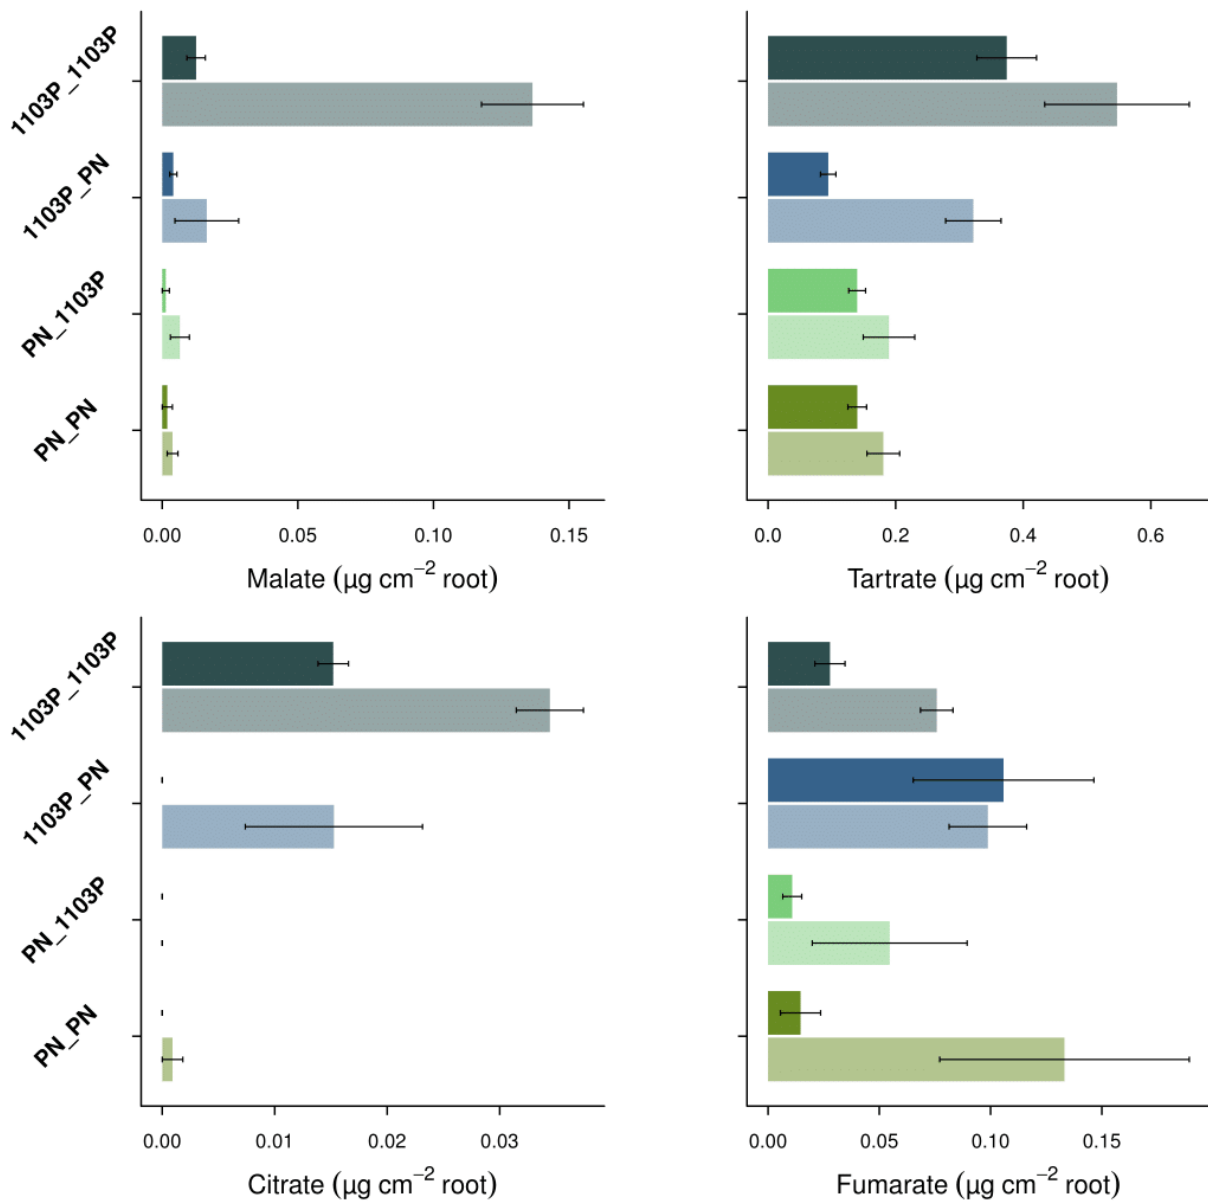 1103P_1103P
1103P_PN
PN_1103P
PN_PN
0.00 0.05 0.10 0.15
Malate (µg cm⁻² root)
0.0 0.2 0.4 0.6
Tartrate (µg cm⁻² root)
1103P_1103P
1103P_PN
PN_1103P
PN_PN
0.00 0.01 0.02 0.03
Citrate (µg cm⁻² root)
0.00 0.05 0.10 0.15
Fumarate (µg cm⁻² root)